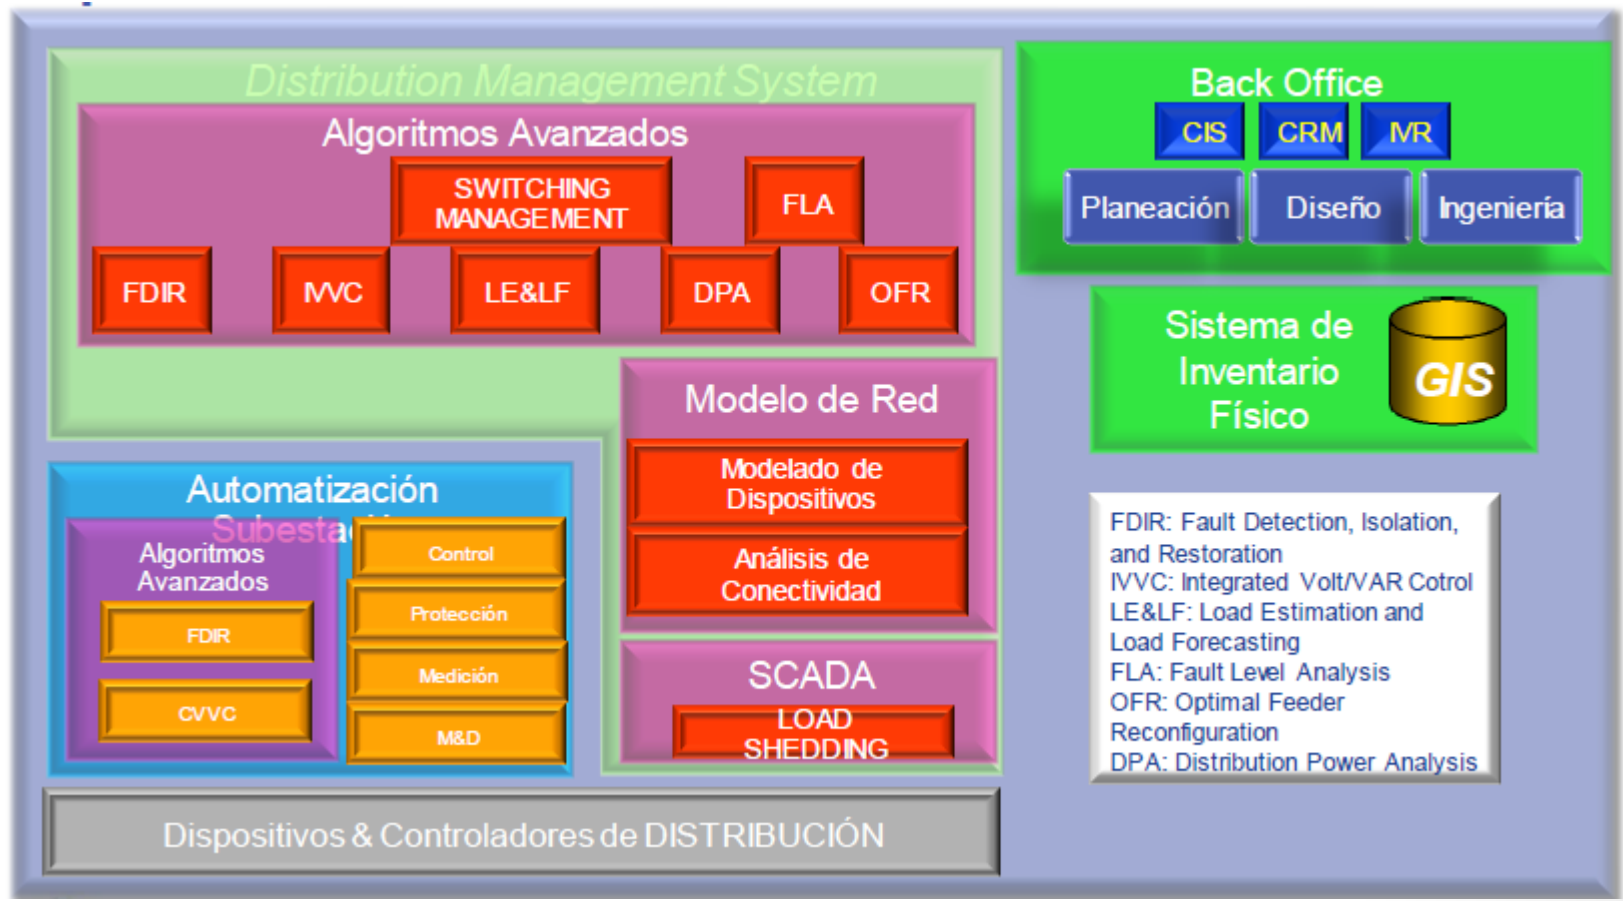 Distribution Management System
Algoritmos Avanzados
SWITCHING
MANAGEMENT
FLA
FDIR
IVVC
LE&LF
DPA
OFR
Modelo de Red
Modelado de
Dispositivos
Análisis de
Conectividad
SCADA
LOAD
SHEDDING
Automatización
Algoritmos
Avanzados
FDIR
CVVC
Control
Protección
Medición
M&D
Dispositivos & Controladores de DISTRIBUCIÓN
Back Office
CIS
CRM
IVR
Planeación
Diseño
Ingeniería
Sistema de
Inventario
Físico
GIS
FDIR: Fault Detection, Isolation,
and Restoration
IVVC: Integrated Volt/VAR Cotrol
LE&LF: Load Estimation and
Load Forecasting
FLA: Fault Level Analysis
OFR: Optimal Feeder
Reconfiguration
DPA: Distribution Power Analysis